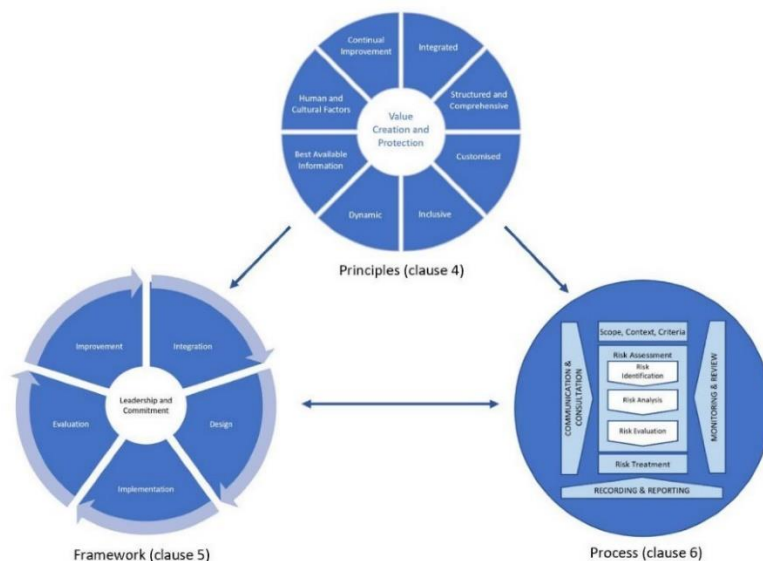 Continual
Improvement
Integrated
Human and
Cultural Factors
Structured and
Comprehensive
Value
Creation and
Protection
Best Available
Information
Customised
Dynamic
Inclusive
Principles (clause 4)
Improvement
Integration
Leadership and
Commitment
Evaluation
Design
Implementation
Framework (clause 5)
Scope, Context, Criteria
Risk Assessment
Risk
Identification
Risk Analysis
Risk Evaluation
Risk Treatment
COMMUNICATION &
CONSULTATION
MONITORING & REVIEW
RECORDING & REPORTING
Process (clause 6)